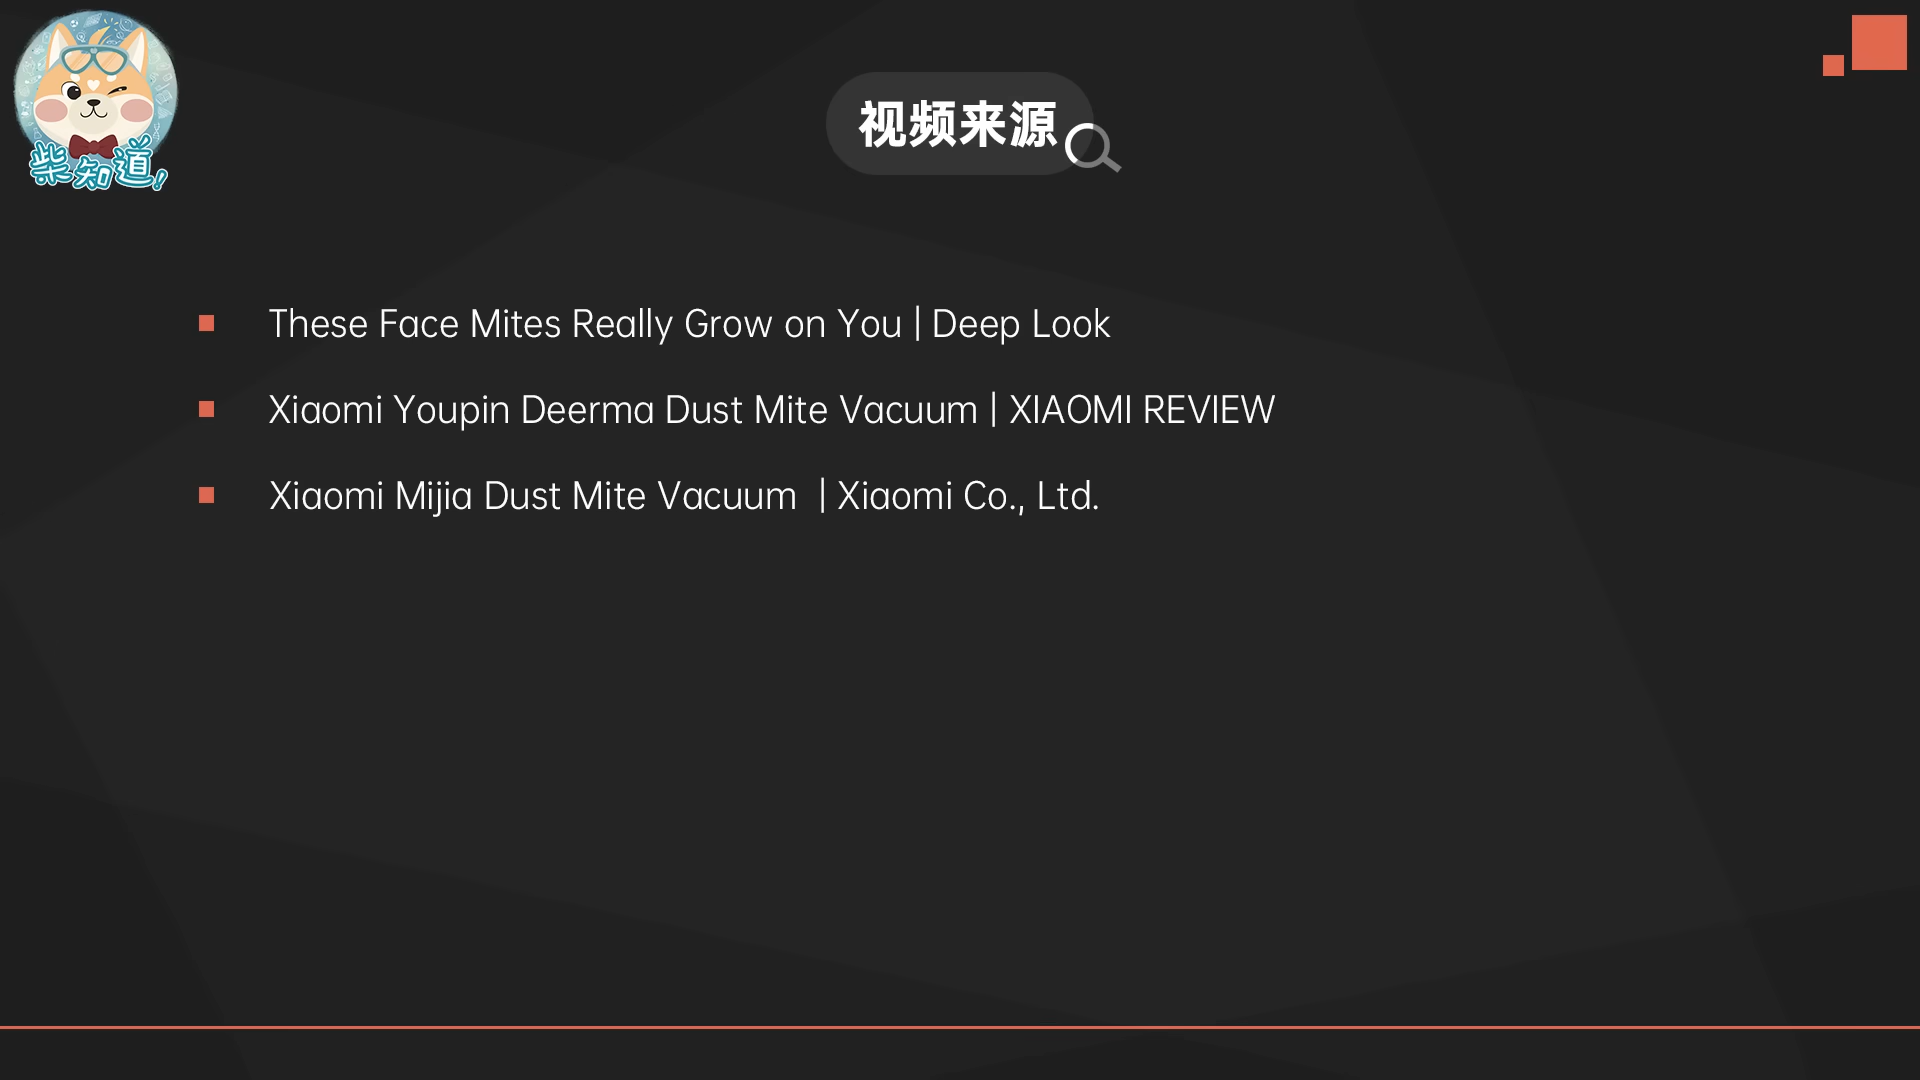 柴知道!
视频来源
These Face Mites Really Grow on You | Deep Look
Xiaomi Youpin Deerma Dust Mite Vacuum | XIAOMI REVIEW
Xiaomi Mijia Dust Mite Vacuum | Xiaomi Co., Ltd.